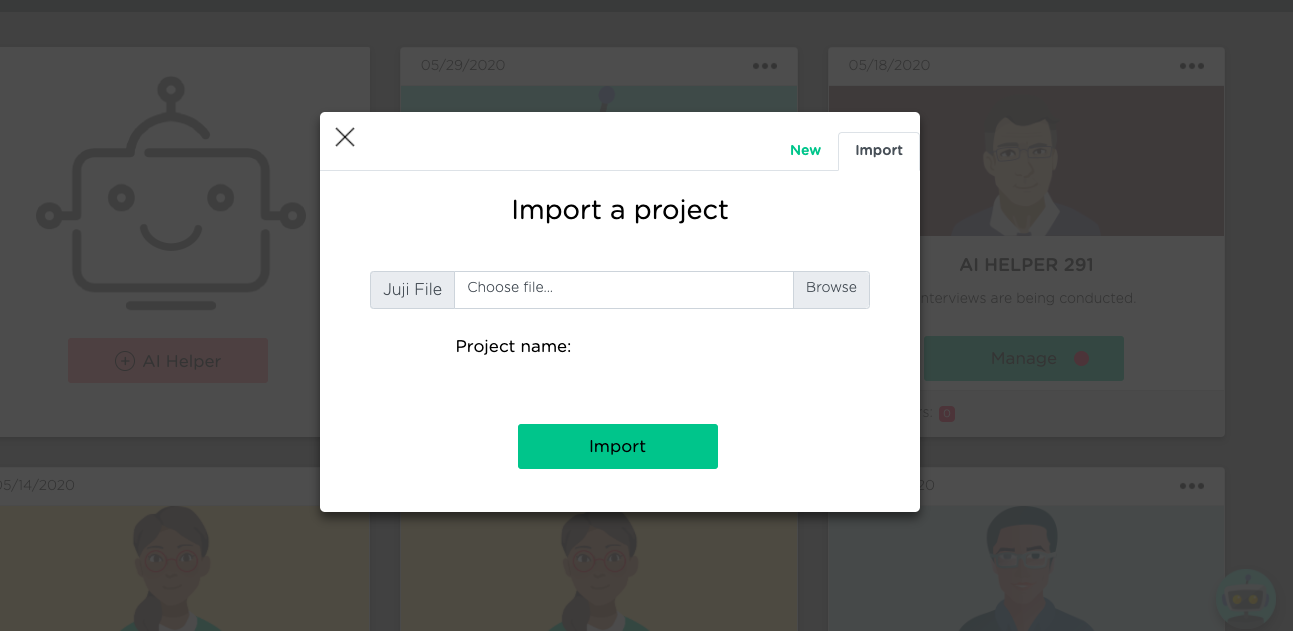 05/29/2020
05/18/2020
New
Import
Import a project
AI HELPER 291
Juji File
Choose file...
Browse
interviews are being conducted.
Project name:
AI Helper
Manage
0
Import
05/14/2020
20